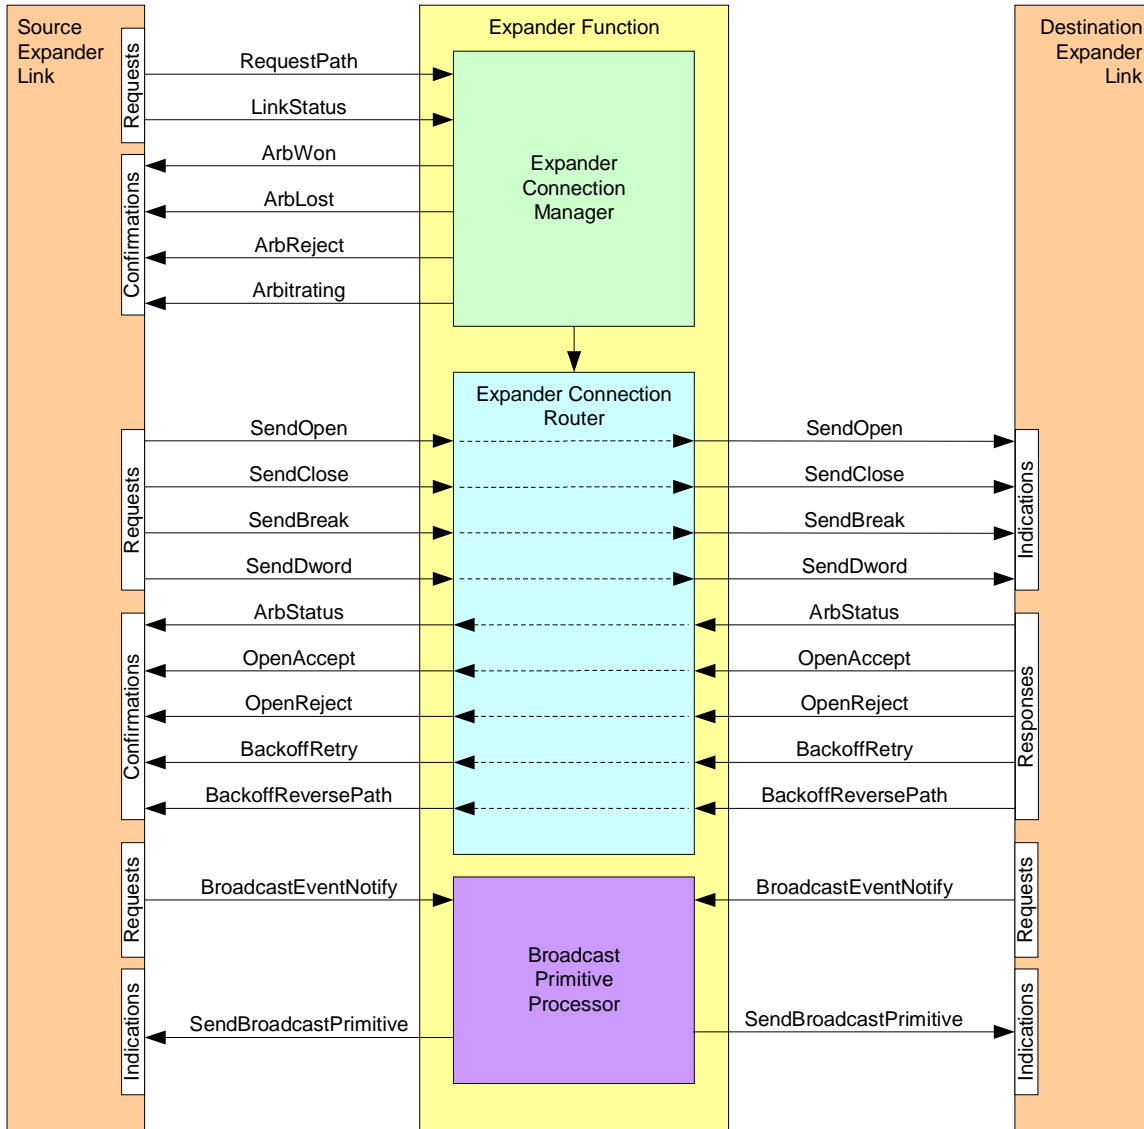 Source
Expander
Link
Expander Function
Destination
Expander
Link
Requests
RequestPath
LinkStatus
Confirmations
ArbWon
ArbLost
ArbReject
Arbitrating
Expander
Connection
Manager
Expander Connection
Router
Requests
SendOpen
SendClose
SendBreak
SendDword
SendOpen
SendClose
SendBreak
SendDword
Indications
Confirmations
ArbStatus
OpenAccept
OpenReject
BackoffRetry
BackoffReversePath
ArbStatus
OpenAccept
OpenReject
BackoffRetry
BackoffReversePath
Responses
Requests
BroadcastEventNotify
BroadcastEventNotify
Requests
Broadcast
Primitive
Processor
Indications
SendBroadcastPrimitive
SendBroadcastPrimitive
Indications